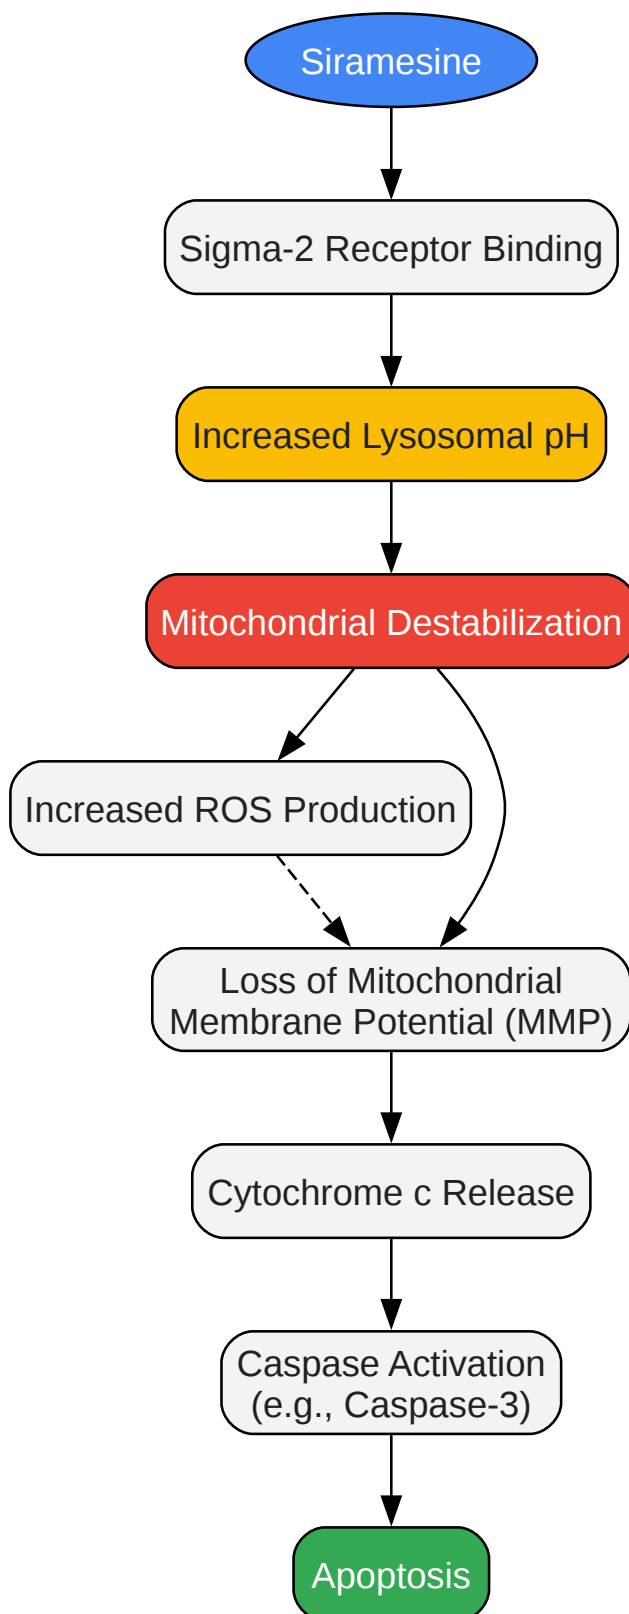 Siramesine
Sigma-2 Receptor Binding
Increased Lysosomal pH
Mitochondrial Destabilization
Increased ROS Production
Loss of Mitochondrial
Membrane Potential (MMP)
Cytochrome c Release
Caspase Activation
(e.g., Caspase-3)
Apoptosis